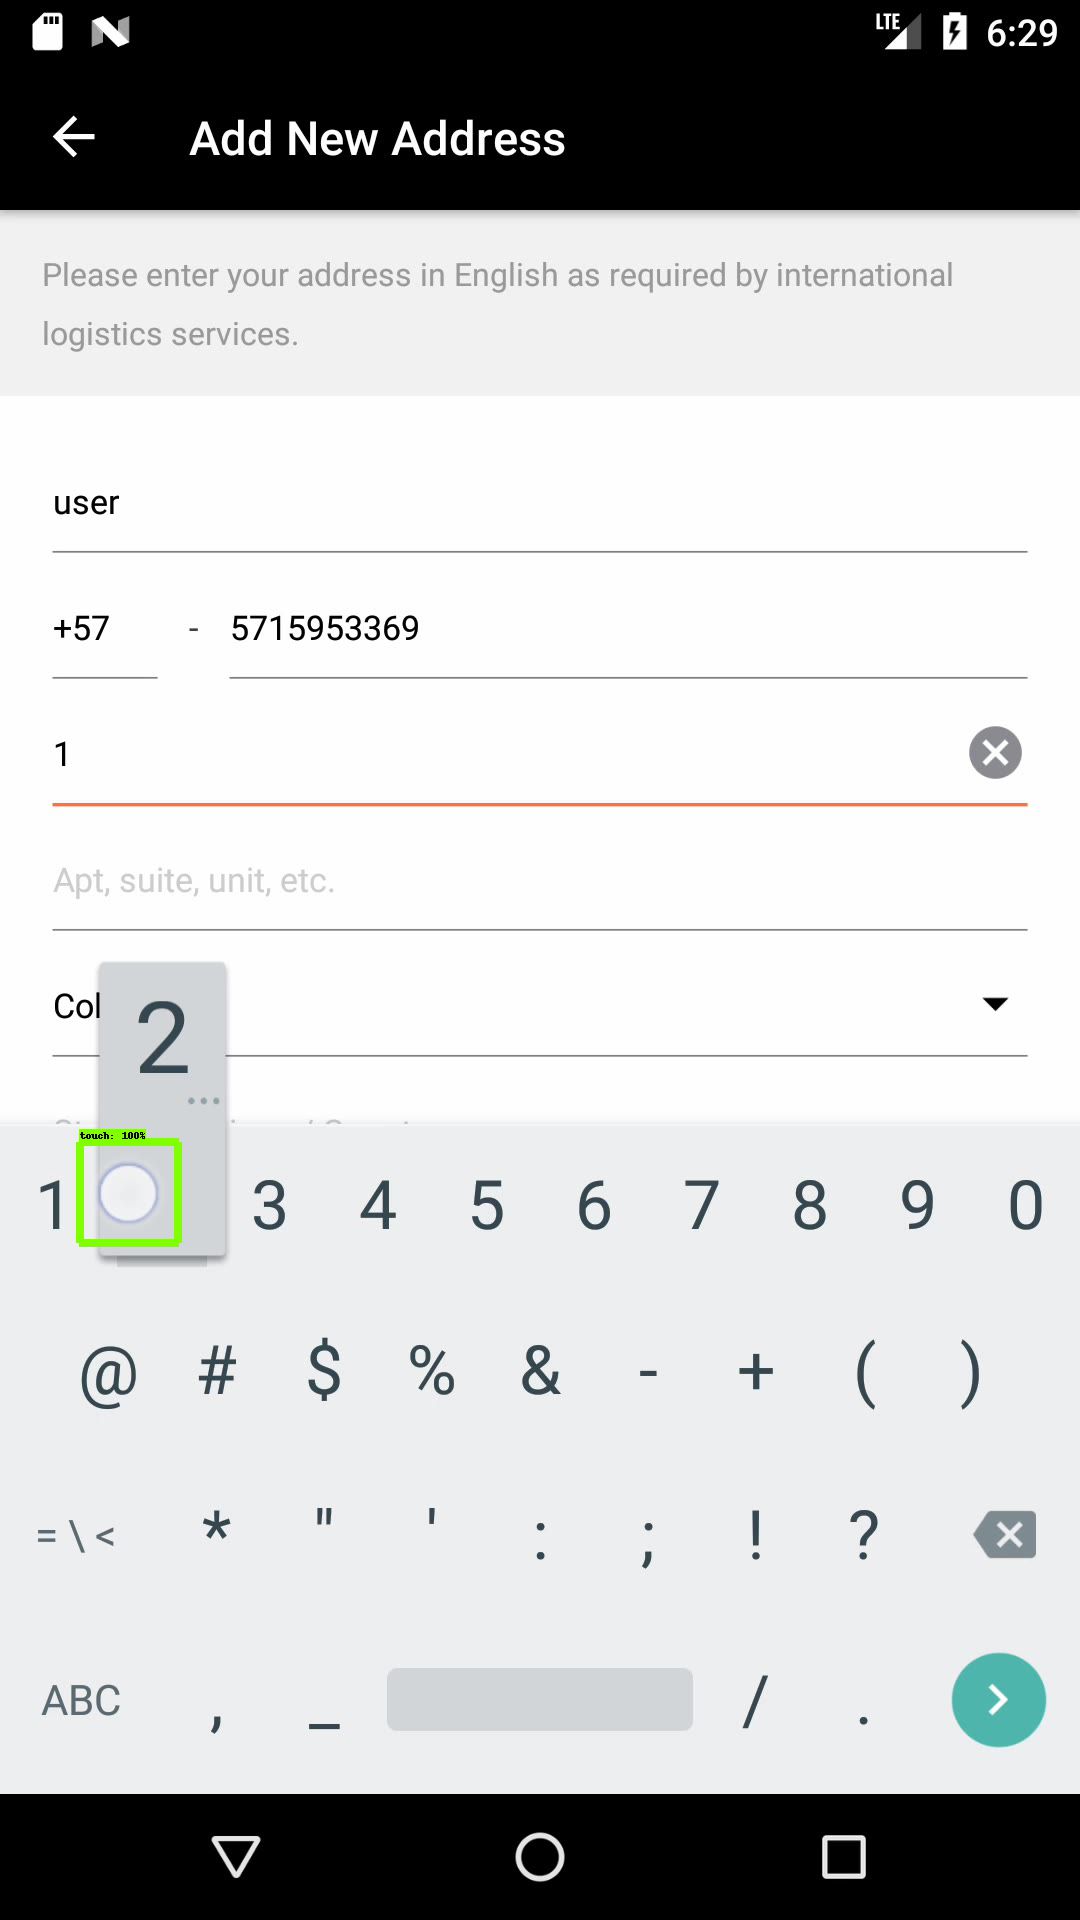 LTE 6:29
Add New Address
Please enter your address in English as required by international
logistics services.
user
+57 - 5715953369
1
Apt, suite, unit, etc.
Col
2
...
touch: 100%
1 3 4 5 6 7 8 9 0
@ # $ % & - + ( )
= \ < * " ' : ; ! ?
ABC , _ / .